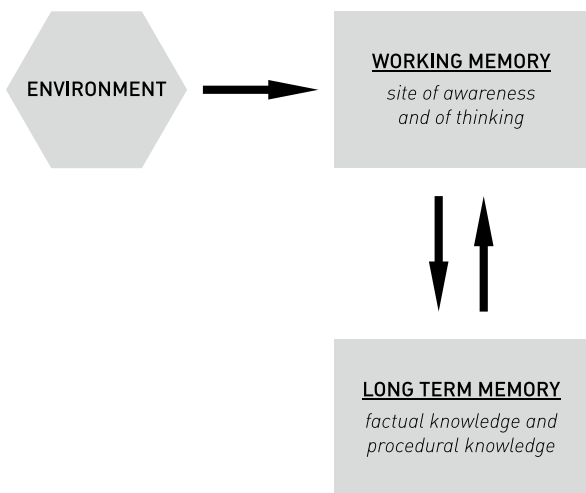 ENVIRONMENT
WORKING MEMORY
site of awareness
and of thinking
LONG TERM MEMORY
factual knowledge and
procedural knowledge